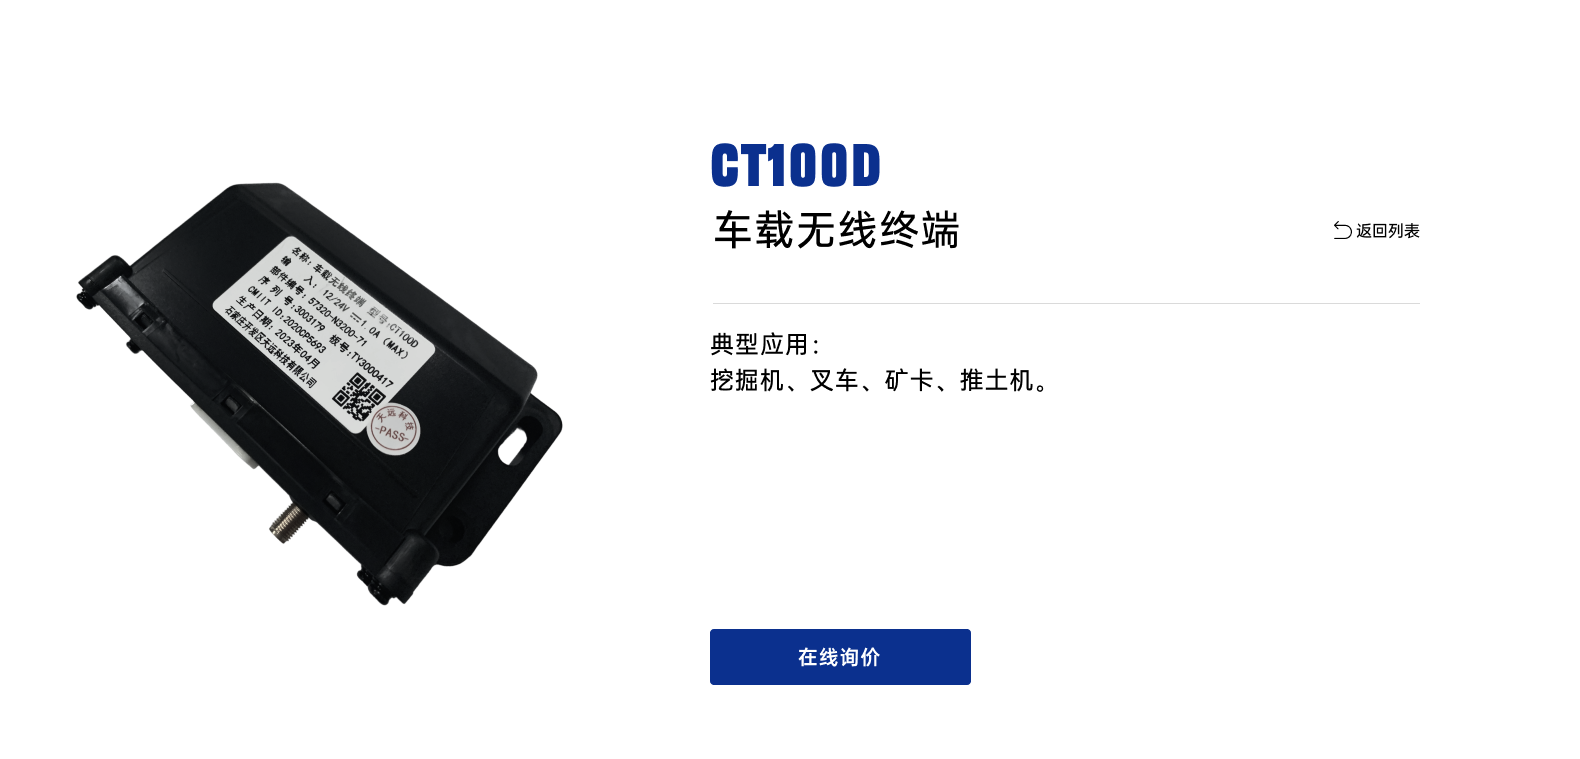 CT100D
车载无线终端
返回列表
典型应用：
挖掘机、叉车、矿卡、推土机。
在线询价
名称：车载无线终端 型号：CT100D
输 入：12/24V ⎓ 1.0A (MAX)
部件编号：57320-N3200-71
序 列 号：3003179 板号：TY3000417
CMIIT ID:2020CP5693
生产日期：2023年04月
石家庄开发区天远科技有限公司
天远科技
-PASS-